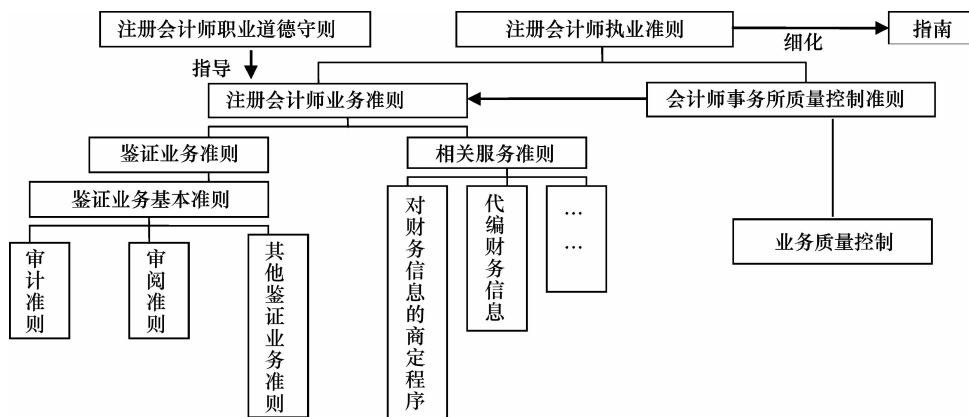 注册会计师职业道德守则
注册会计师执业准则
指南
细化
指导
注册会计师业务准则
会计师事务所质量控制准则
鉴证业务准则
相关服务准则
鉴证业务基本准则
对财务信息的商定程序
代编财务信息
…
…
业务质量控制
审计准则
审阅准则
其他鉴证业务准则